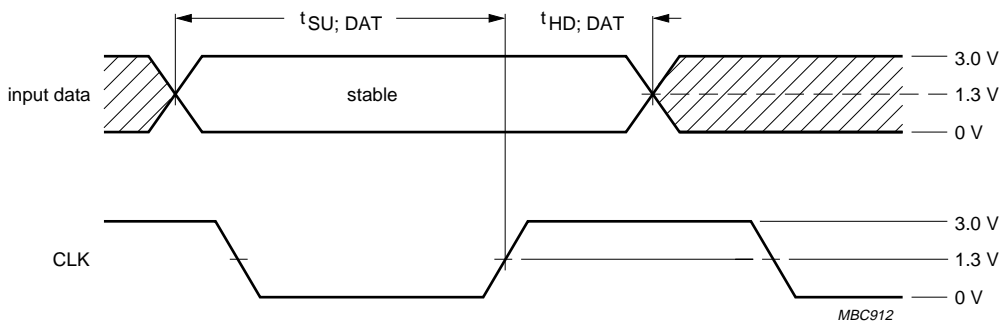 tSU; DAT
tHD; DAT
input data
stable
3.0 V
1.3 V
0 V
CLK
3.0 V
1.3 V
0 V
MBC912